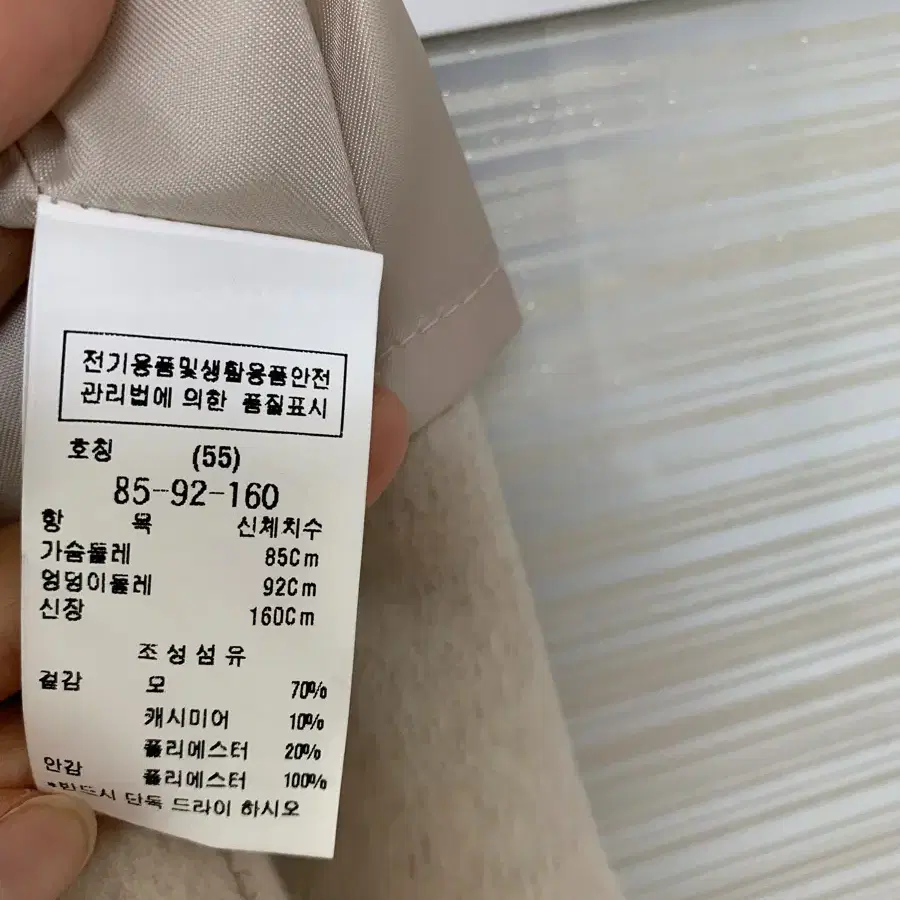 전기용품및생활용품안전
관리법에 의한 품질표시
호칭 (55)
85-92-160
항 목 신체치수
가슴둘레 85Cm
엉덩이둘레 92Cm
신장 160Cm
조성섬유
겉감 모 70%
캐시미어 10%
폴리에스터 20%
안감 폴리에스터 100%
*반드시 단독 드라이 하시오